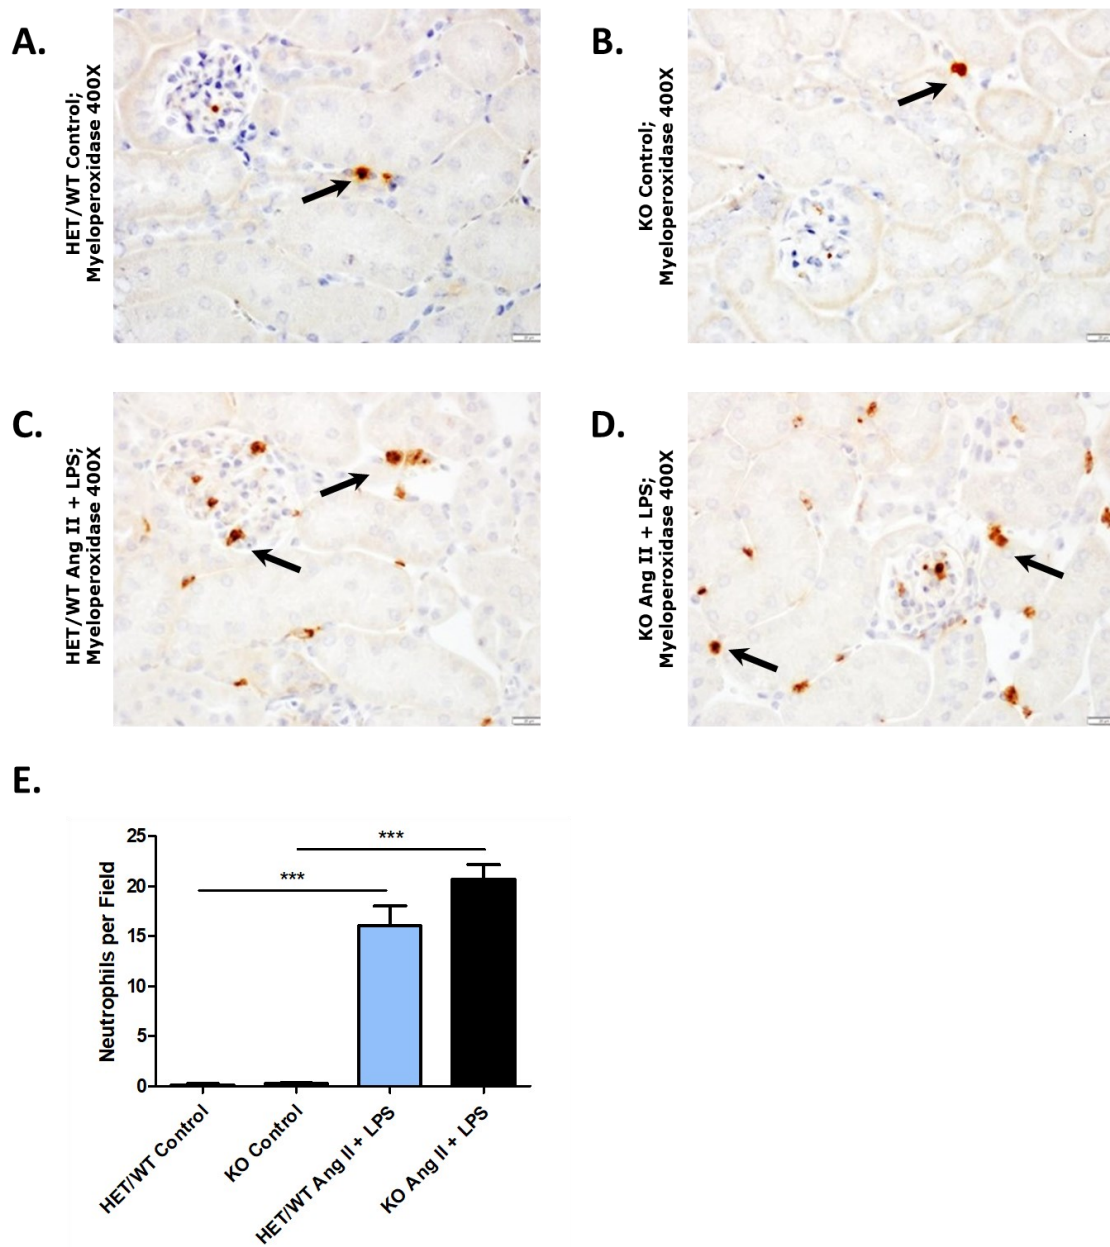 A.
HET/WT Control;
Myeloperoxidase 400X
B.
KO Control;
Myeloperoxidase 400X
C.
HET/WT Ang II + LPS;
Myeloperoxidase 400X
D.
KO Ang II + LPS;
Myeloperoxidase 400X
E.
Neutrophils per Field
25
20
15
10
5
0
***
***
HET/WT Control
KO Control
HET/WT Ang II + LPS
KO Ang II + LPS